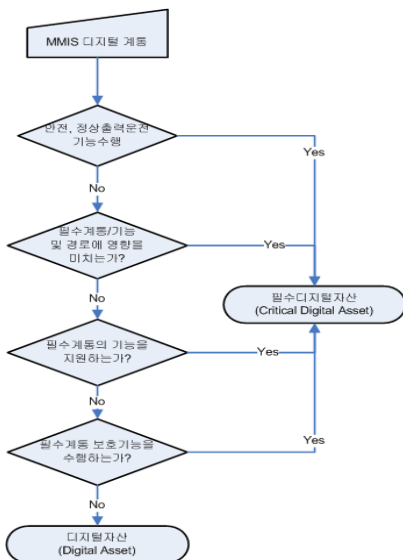 MMIS 디지털 계통
안전, 정상출력운전
기능수행
Yes
No
필수계통/기능
및 경로에 영향을
미치는가?
Yes
No
필수디지털자산
(Critical Digital Asset)
필수계통의 기능을
지원하는가?
Yes
No
필수계통 보호기능을
수행하는가?
Yes
No
디지털자산
(Digital Asset)